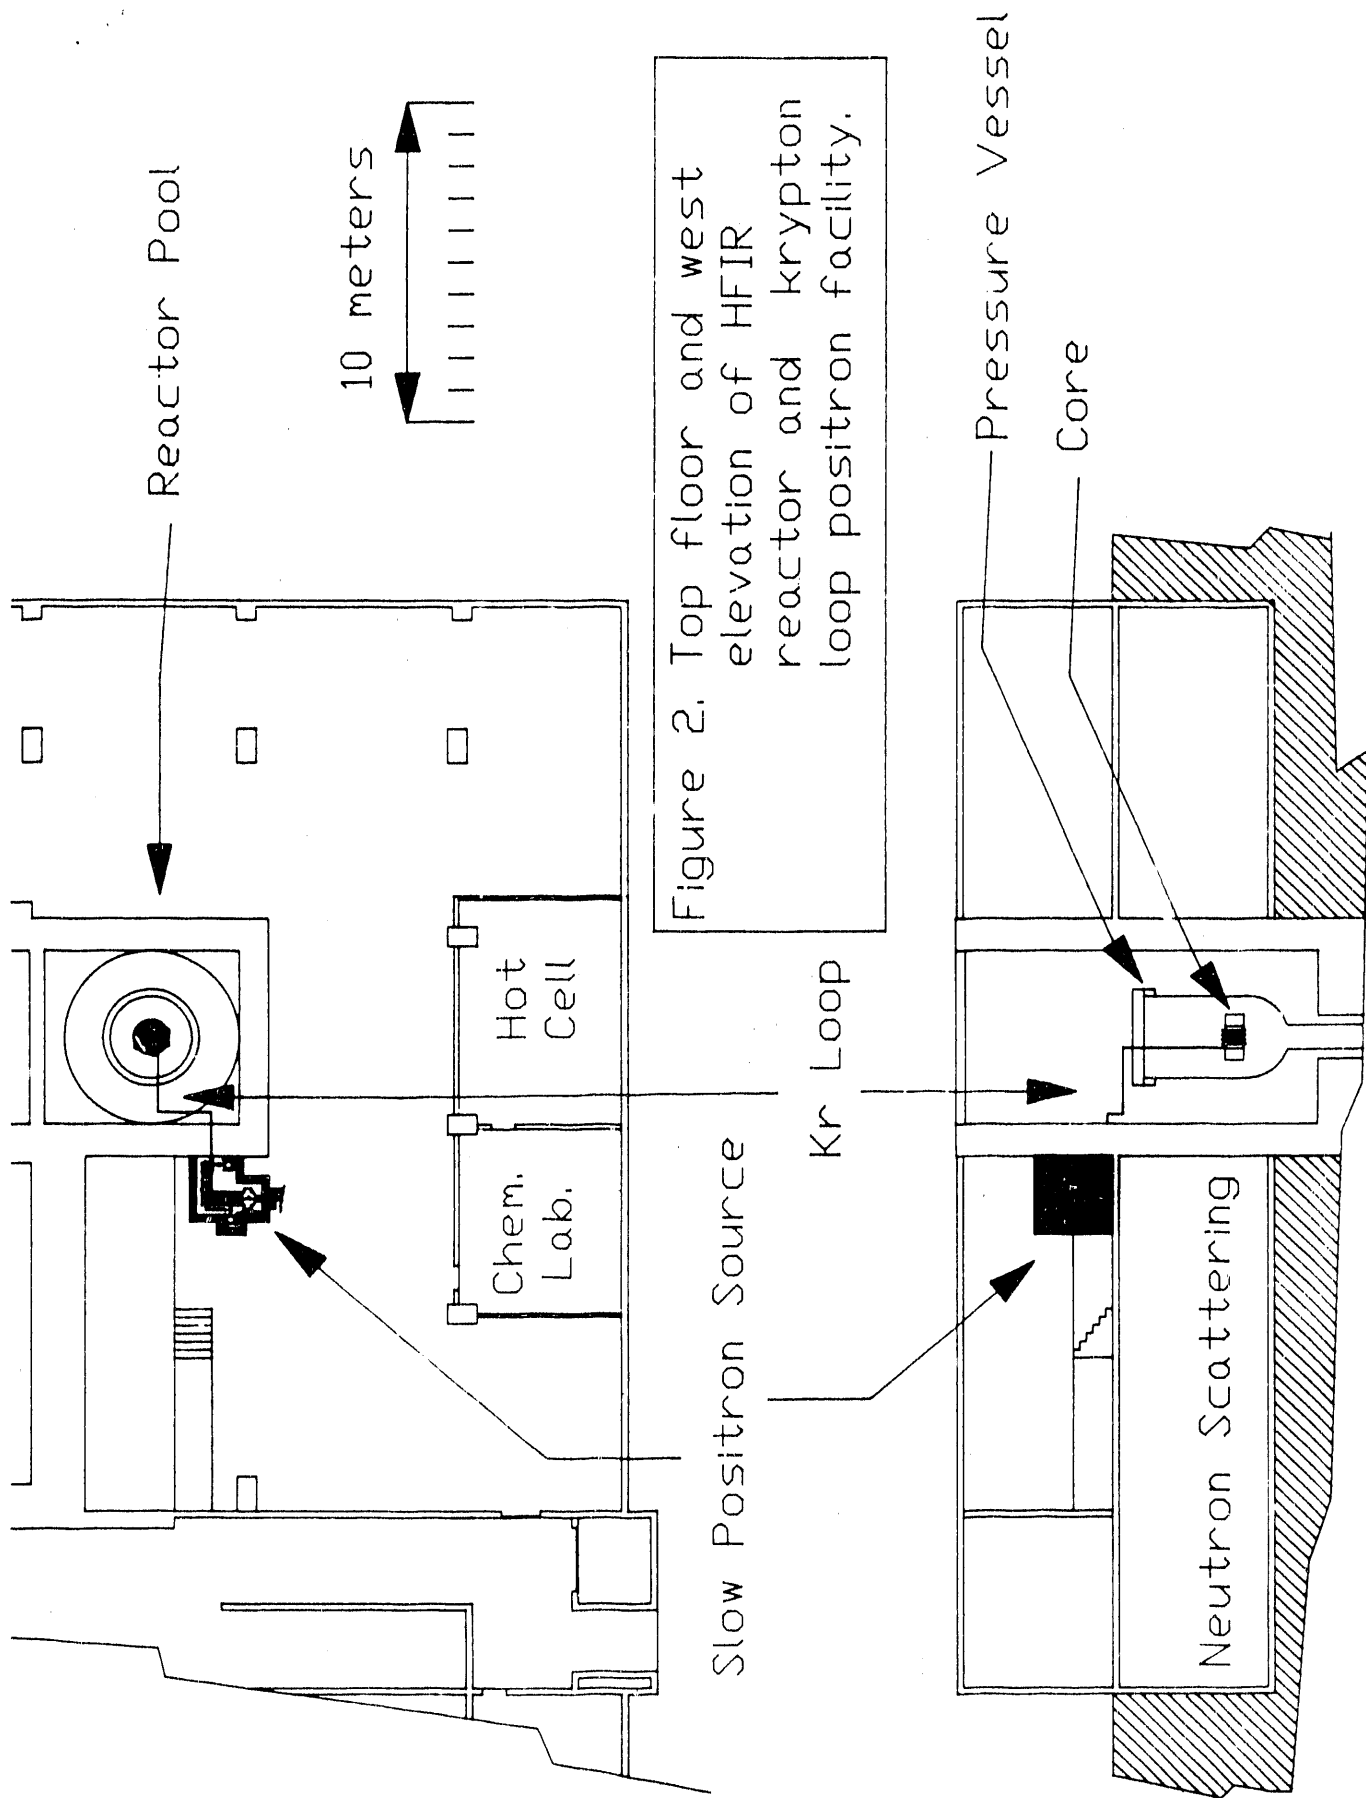 Reactor Pool
10 meters
Hot
Cell
Chem.
Lab.
Figure 2. Top floor and west
elevation of HFIR
reactor and krypton
loop positron facility.
Slow Positron Source
Kr Loop
Pressure Vessel
Core
Neutron Scattering